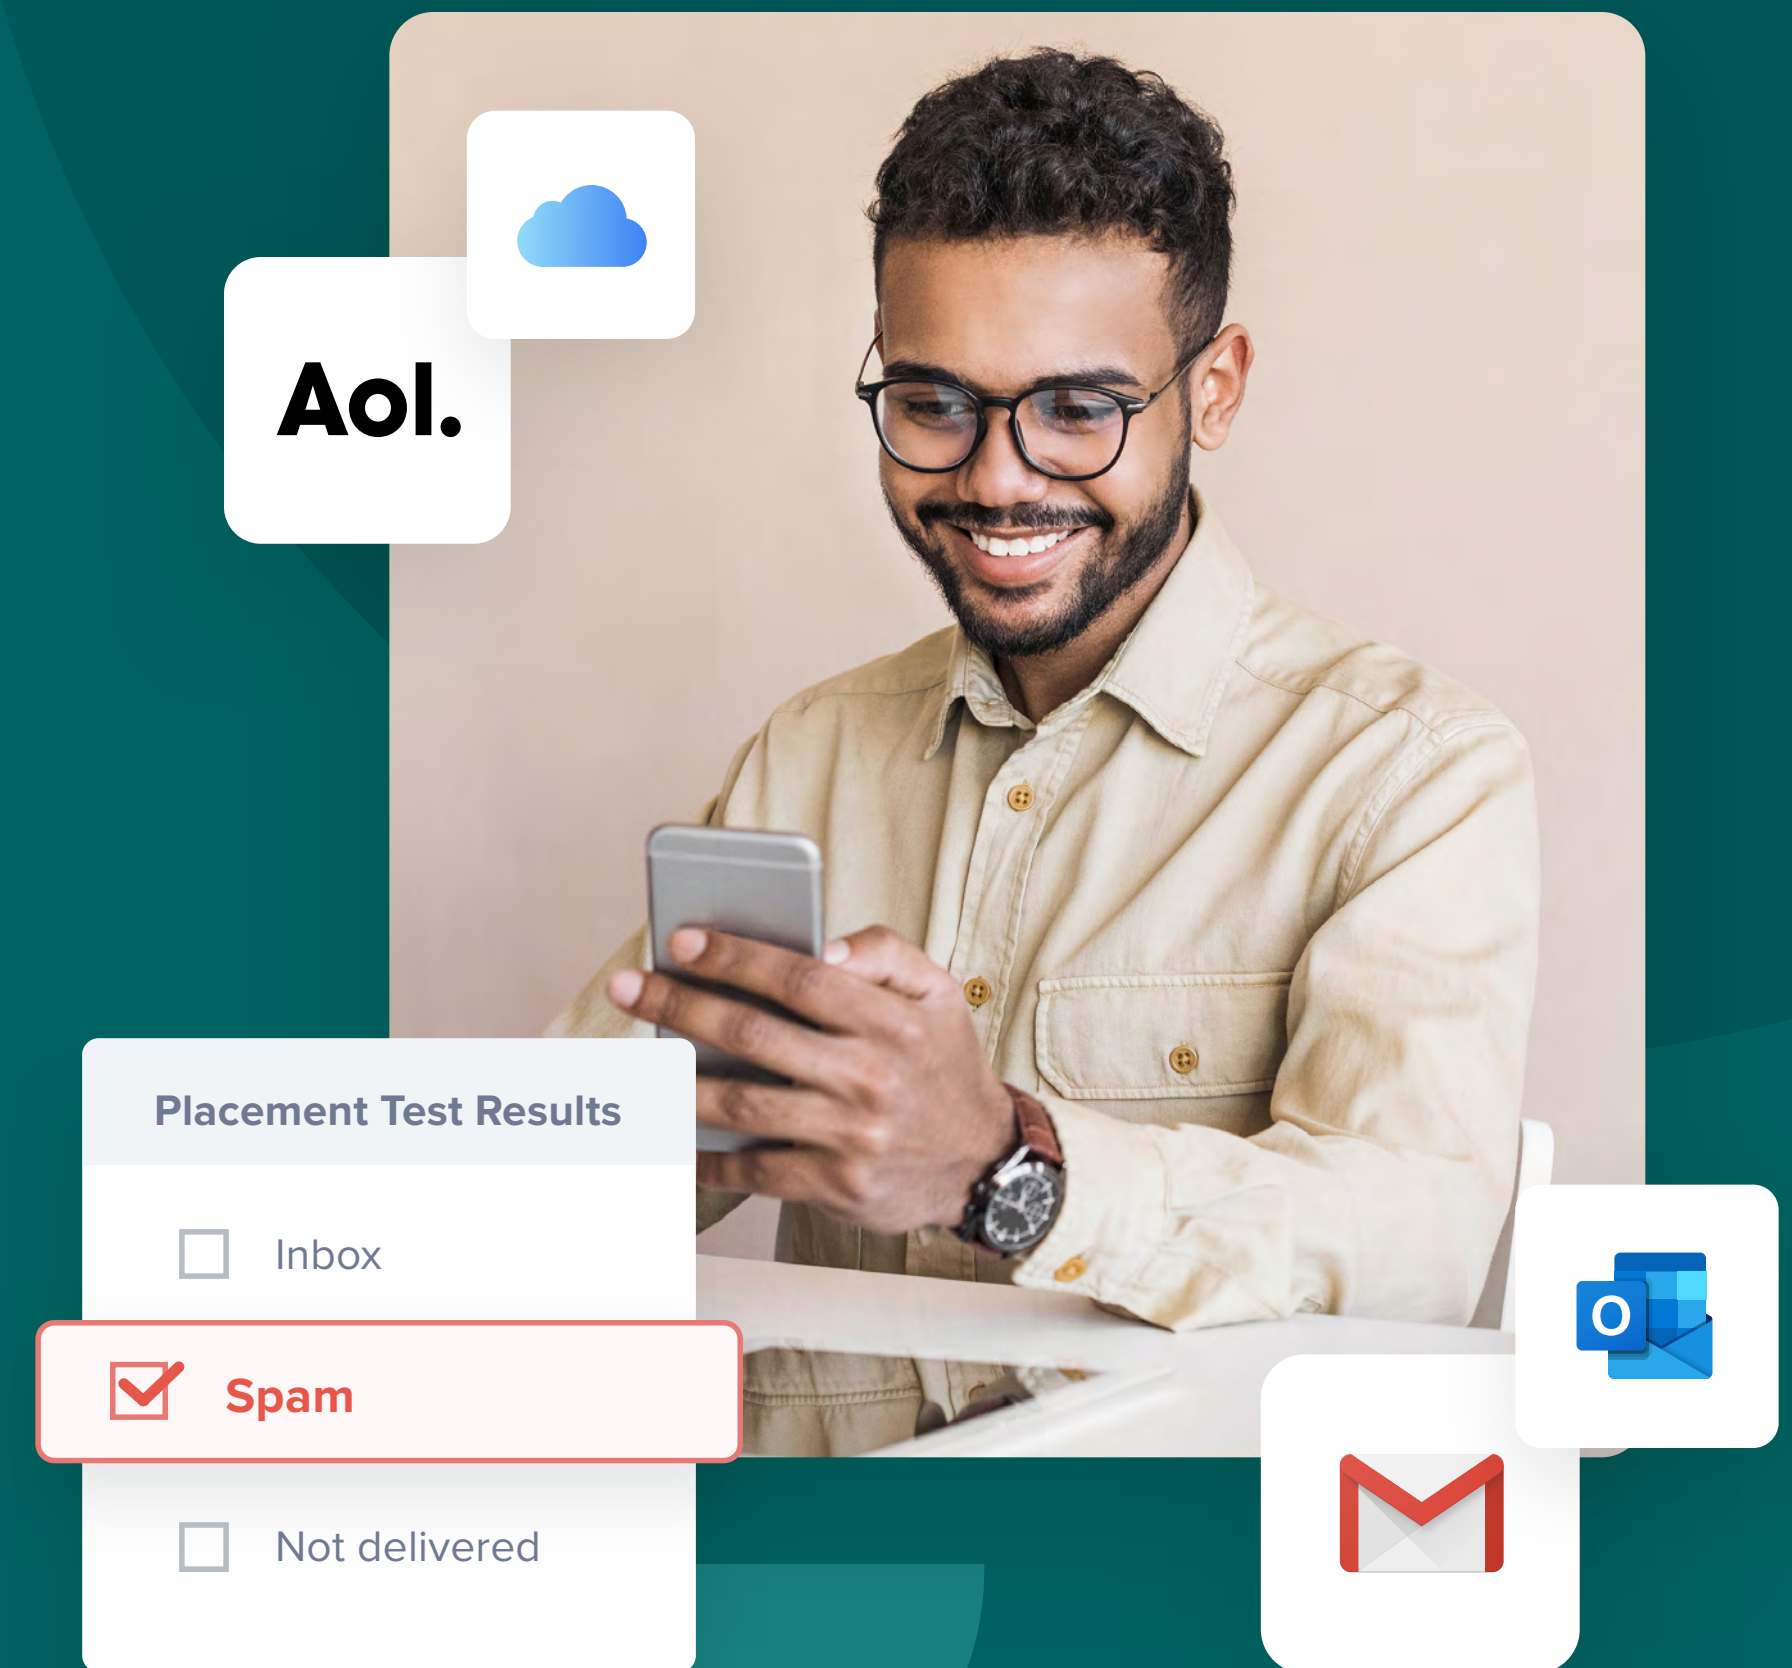 Aol.
Placement Test Results
Inbox
Spam
Not delivered
O